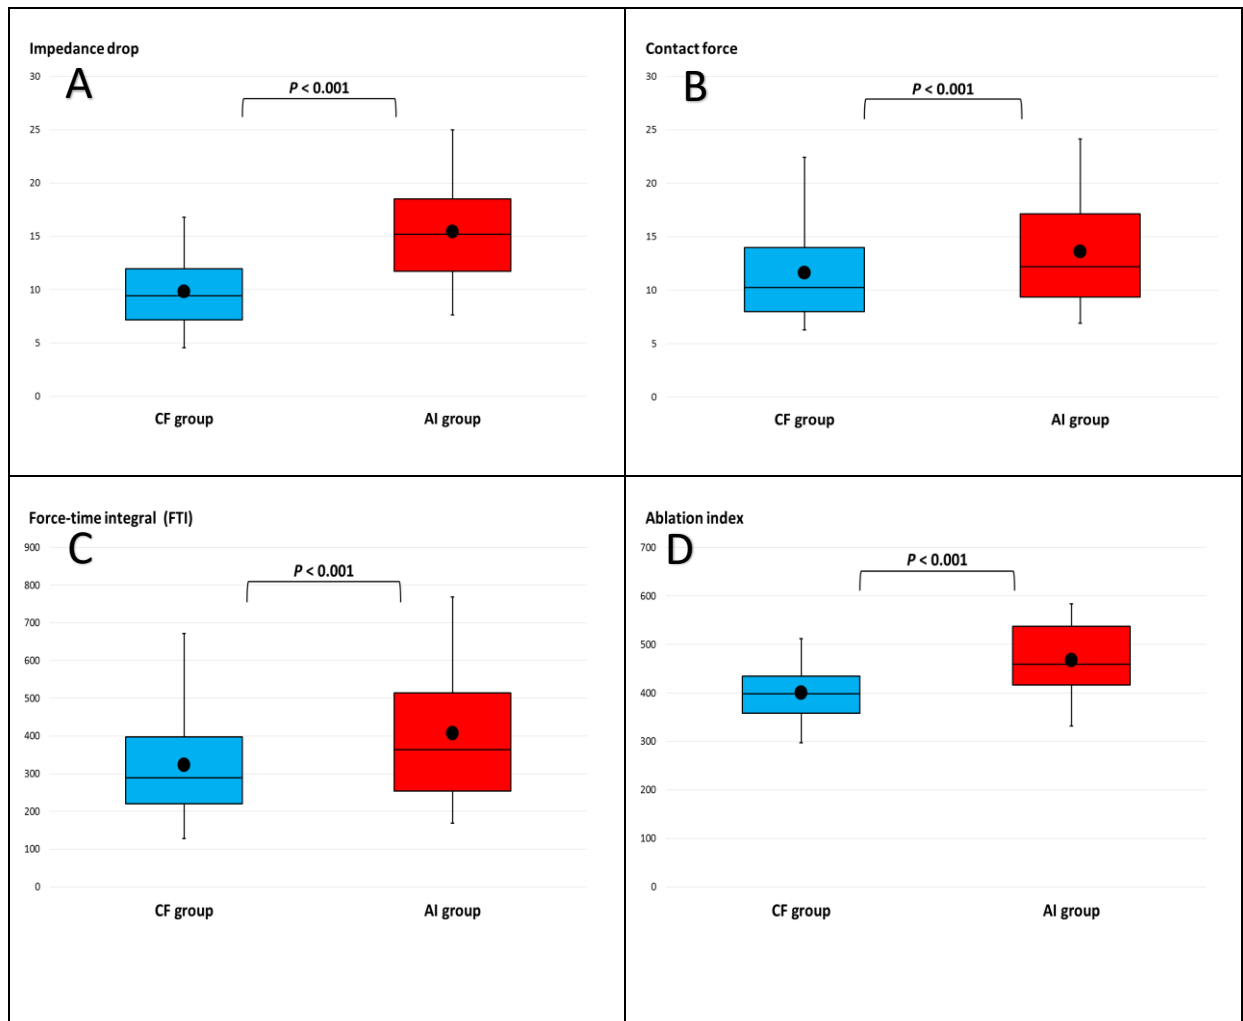 Impedance drop
A
P < 0.001
30
25
20
15
10
5
0
CF group AI group
Contact force
B
P < 0.001
30
25
20
15
10
5
0
CF group AI group
Force-time integral (FTI)
C
P < 0.001
900
800
700
600
500
400
300
200
100
0
CF group AI group
Ablation index
D
P < 0.001
700
600
500
400
300
200
100
0
CF group AI group